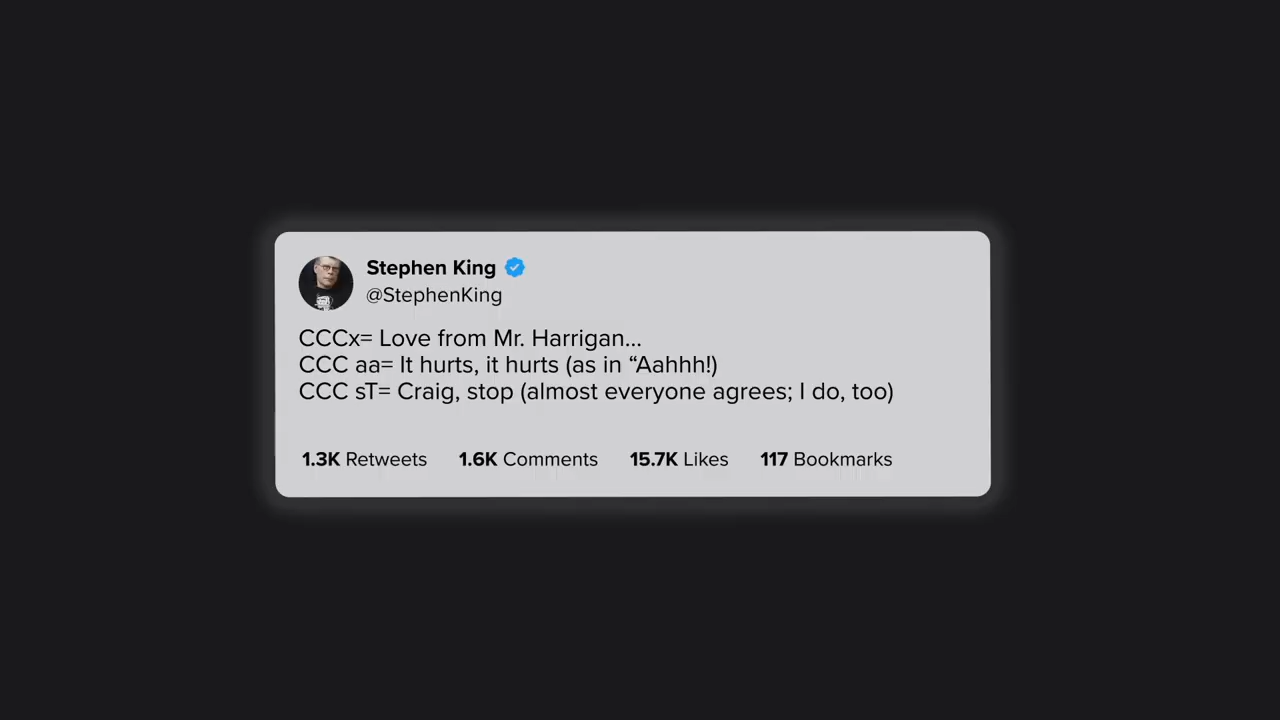 Stephen King
@StephenKing
CCCx= Love from Mr. Harrigan...
CCC aa= It hurts, it hurts (as in “Aahhh!)
CCC sT= Craig, stop (almost everyone agrees; I do, too)
1.3K Retweets 1.6K Comments 15.7K Likes 117 Bookmarks